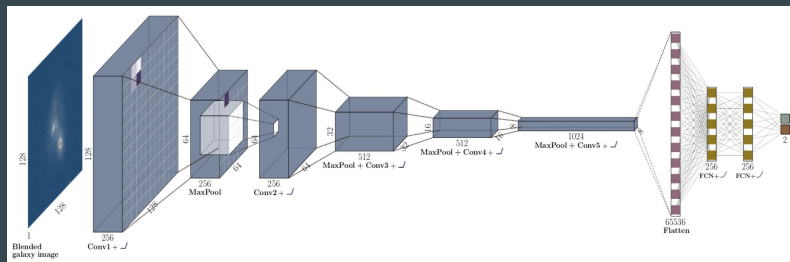 128
128
1
Blended
galaxy image
128
128
256
Conv1 +
64
64
256
MaxPool
64
64
256
Conv2 +
32
32
512
MaxPool + Conv3 +
16
16
512
MaxPool + Conv4 +
8
8
1024
MaxPool + Conv5 +
65536
Flatten
256
FCN+
256
FCN+
2